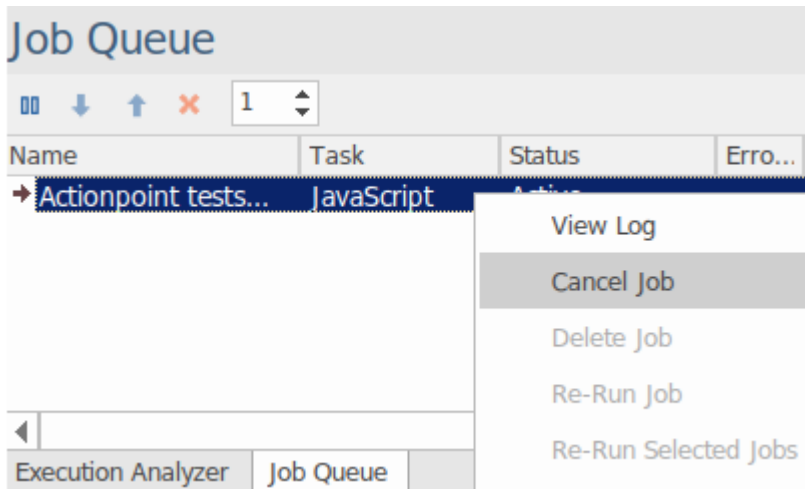 Job Queue
1
Name Task Status Erro...
Actionpoint tests... JavaScript
View Log
Cancel Job
Delete Job
Re-Run Job
Re-Run Selected Jobs
Execution Analyzer Job Queue